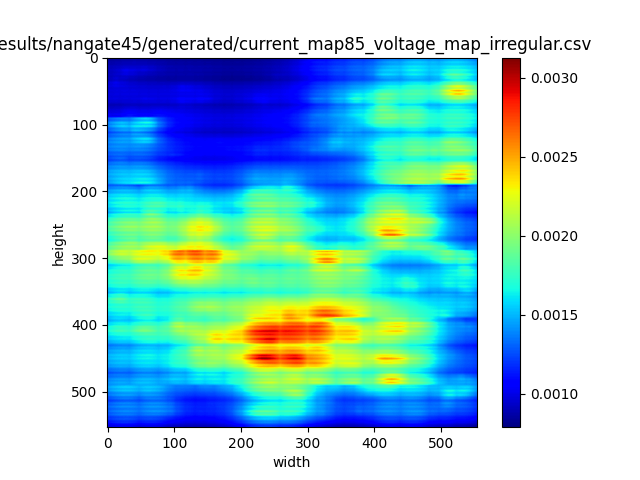 esults/nangate45/generated/current_map85_voltage_map_irregular.csv
0
100
200
300
400
500
height
0 100 200 300 400 500
width
0.0030
0.0025
0.0020
0.0015
0.0010